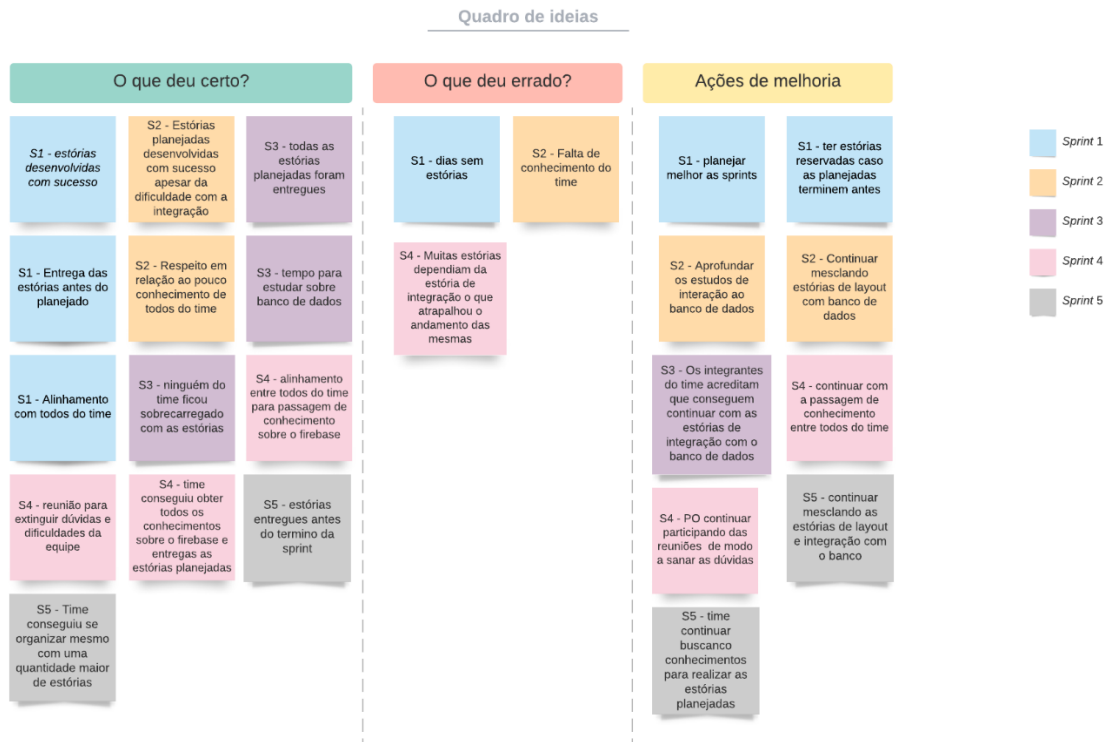 Quadro de ideias
O que deu certo?
S1 - estórias
desenvolvidas
com sucesso
S2 - Estórias
planejadas
desenvolvidas
com sucesso
apesar da
dificuldade com a
integração
S3 - todas as
estórias
planejadas foram
entregues
S1 - Entrega das
estórias antes do
planejado
S2 - Respeito em
relação ao pouco
conhecimento de
todos do time
S3 - tempo para
estudar sobre
banco de dados
S1 - Alinhamento
com todos do time
S3 - ninguém do
time ficou
sobrecarregado
com as estórias
S4 - alinhamento
entre todos do time
para passagem de
conhecimento
sobre o firebase
S4 - reunião para
extinguir dúvidas e
dificuldades da
equipe
S4 - time
conseguiu obter
todos os
conhecimentos
sobre o firebase e
entregas as
estórias planejadas
S5 - estórias
entregues antes
do termino da
sprint
S5 - Time
conseguiu se
organizar mesmo
com uma
quantidade maior
de estórias
O que deu errado?
S1 - dias sem
estórias
S2 - Falta de
conhecimento do
time
S4 - Muitas estórias
dependiam da
estória de
integração o que
atrapalhou o
andamento das
mesmas
Ações de melhoria
S1 - planejar
melhor as sprints
S1 - ter estórias
reservadas caso
as planejadas
terminem antes
S2 - Aprofundar
os estudos de
interação ao
banco de dados
S2 - Continuar
mesclando
estórias de layout
com banco de
dados
S3 - Os integrantes
do time acreditam
que conseguem
continuar com as
estórias de
integração com o
banco de dados
S4 - continuar com
a passagem de
conhecimento
entre todos do time
S4 - PO continuar
participando das
reuniões de modo
a sanar as dúvidas
S5 - continuar
mesclando as
estórias de layout
e integração com
o banco
S5 - time
continuar
buscanco
conhecimentos
para realizar as
estórias
planejadas
Sprint 1
Sprint 2
Sprint 3
Sprint 4
Sprint 5